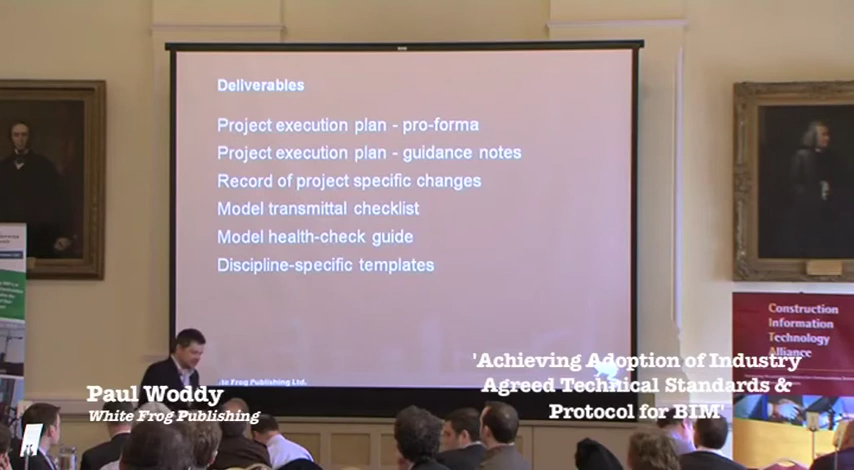 Deliverables
Project execution plan - pro-forma
Project execution plan - guidance notes
Record of project specific changes
Model transmittal checklist
Model health-check guide
Discipline-specific templates
Frog Publishing Ltd.
Construction
Information
Technology
Alliance
'Achieving Adoption of Industry
Agreed Technical Standards &
Protocol for BIM'
Paul Woddy
White Frog Publishing